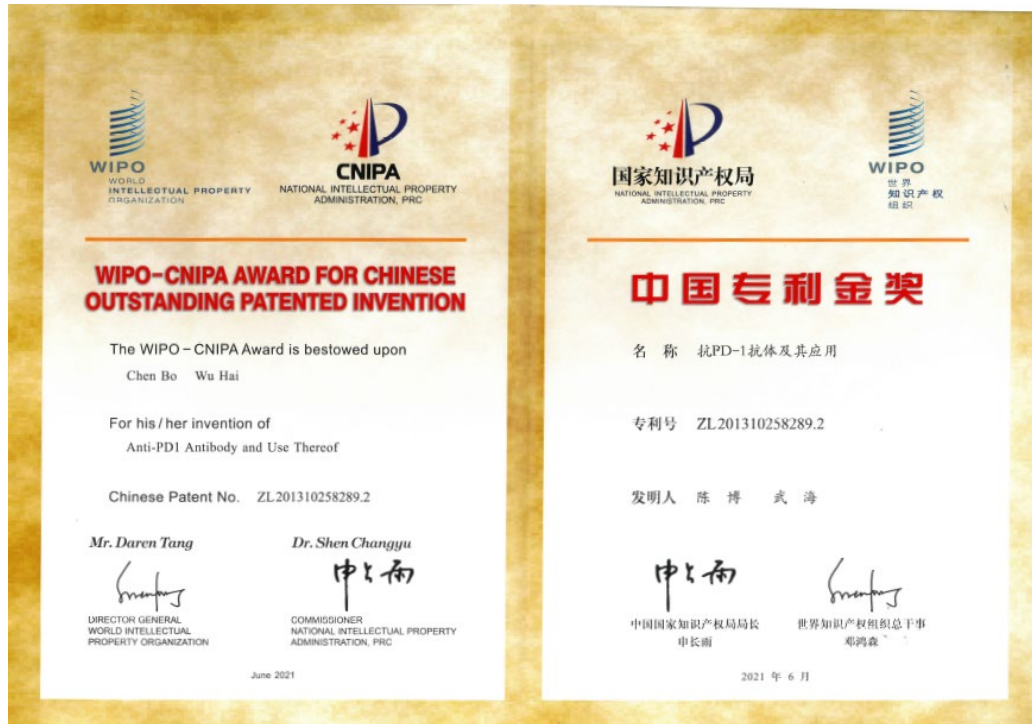 WIPO
WORLD
INTELLECTUAL PROPERTY
ORGANIZATION
CNIPA
NATIONAL INTELLECTUAL PROPERTY
ADMINISTRATION, PRC
WIPO-CNIPA AWARD FOR CHINESE
OUTSTANDING PATENTED INVENTION
The WIPO-CNIPA Award is bestowed upon
Chen Bo Wu Hai
For his/her invention of
Anti-PD1 Antibody and Use Thereof
Chinese Patent No. ZL201310258289.2
Mr. Daren Tang Dr. Shen Changyu
申长雨
DIRECTOR GENERAL
WORLD INTELLECTUAL
PROPERTY ORGANIZATION
COMMISSIONER
NATIONAL INTELLECTUAL PROPERTY
ADMINISTRATION, PRC
June 2021
国家知识产权局
NATIONAL INTELLECTUAL PROPERTY
ADMINISTRATION, PRC
WIPO
世界
知识产权
组织
中国专利金奖
名 称 抗PD-1抗体及其应用
专利号 ZL201310258289.2
发明人 陈 博 武 海
申长雨
中国国家知识产权局局长
申长雨
世界知识产权组织总干事
邓鸿森
2021 年 6 月